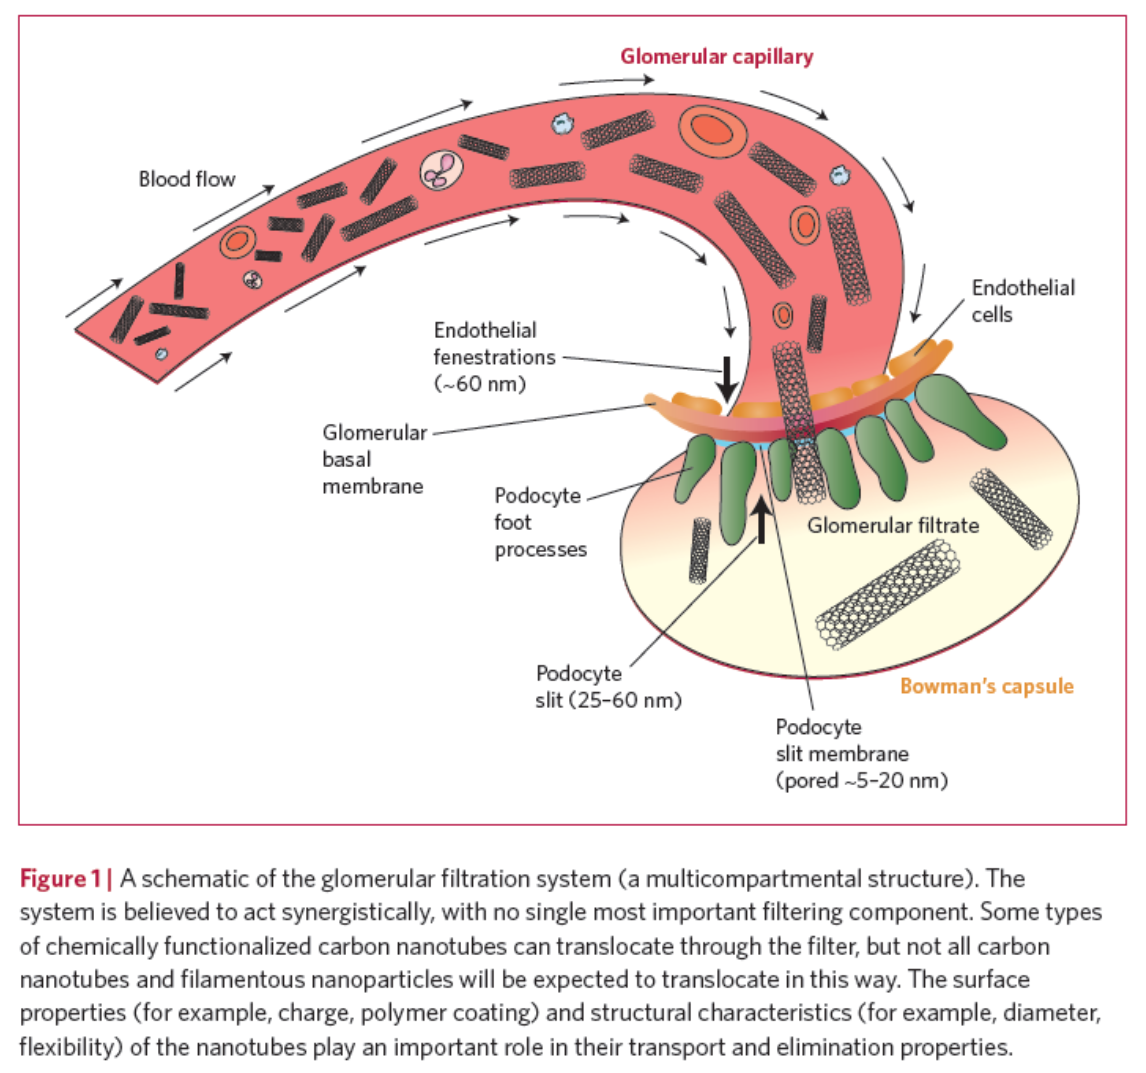 Glomerular capillary
Blood flow
Endothelial
cells
Endothelial
fenestrations
(~60 nm)
Glomerular
basal
membrane
Podocyte
foot
processes
Glomerular filtrate
Podocyte
slit (25–60 nm)
Bowman's capsule
Podocyte
slit membrane
(pored ~5–20 nm)
Figure 1 | A schematic of the glomerular filtration system (a multicompartmental structure). The
system is believed to act synergistically, with no single most important filtering component. Some types
of chemically functionalized carbon nanotubes can translocate through the filter, but not all carbon
nanotubes and filamentous nanoparticles will be expected to translocate in this way. The surface
properties (for example, charge, polymer coating) and structural characteristics (for example, diameter,
flexibility) of the nanotubes play an important role in their transport and elimination properties.